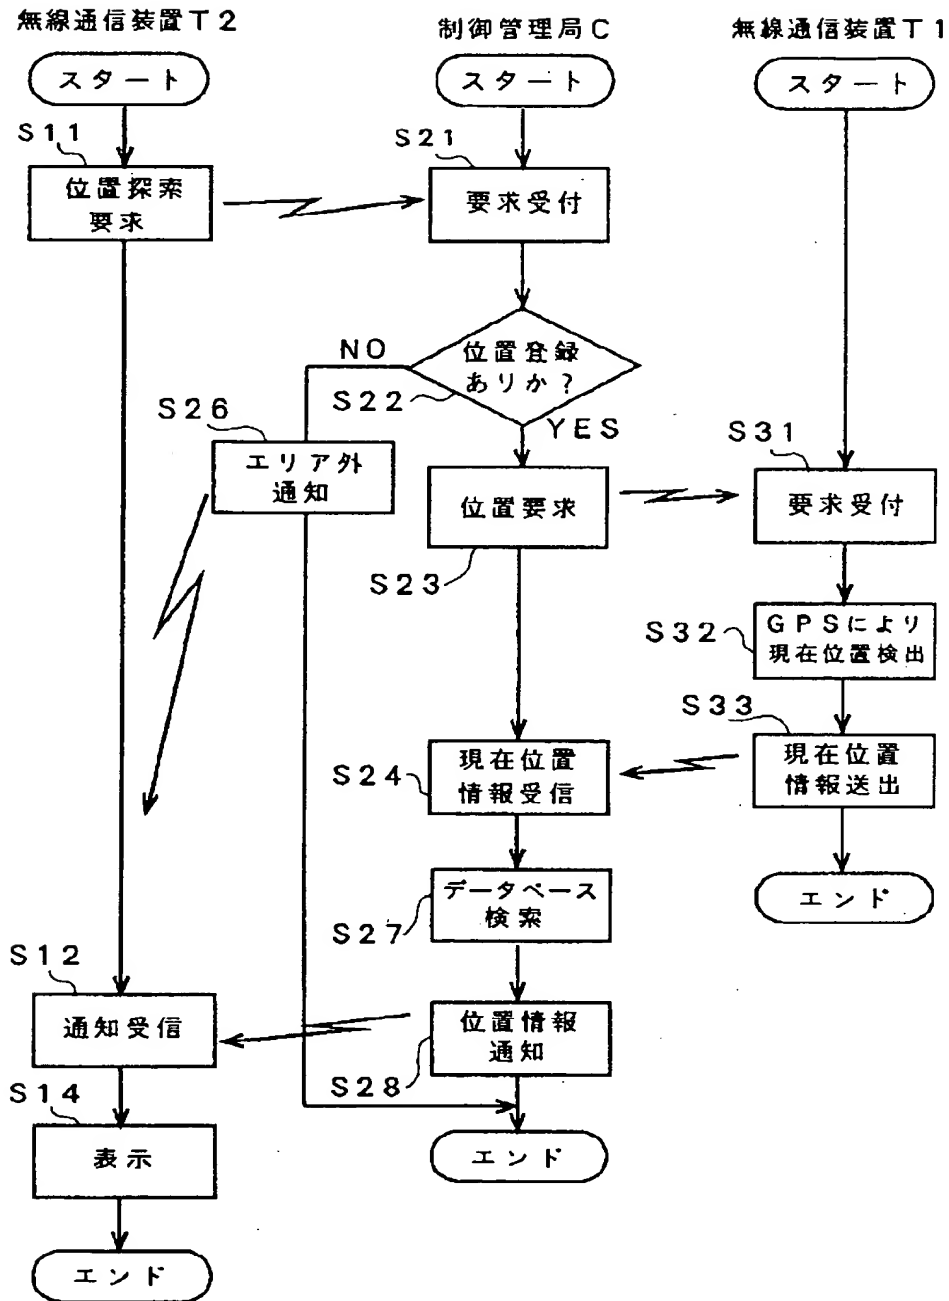 無線通信装置T2
制御管理局C
無線通信装置T1
スタート
スタート
スタート
S11
位置探索
要求
S21
要求受付
NO
位置登録
ありか?
S22
YES
S26
エリア外
通知
S31
要求受付
位置要求
S23
S32
GPSにより
現在位置検出
S33
現在位置
情報送出
S24
現在位置
情報受信
エンド
データベース
検索
S27
S12
通知受信
位置情報
通知
S28
S14
表示
エンド
エンド